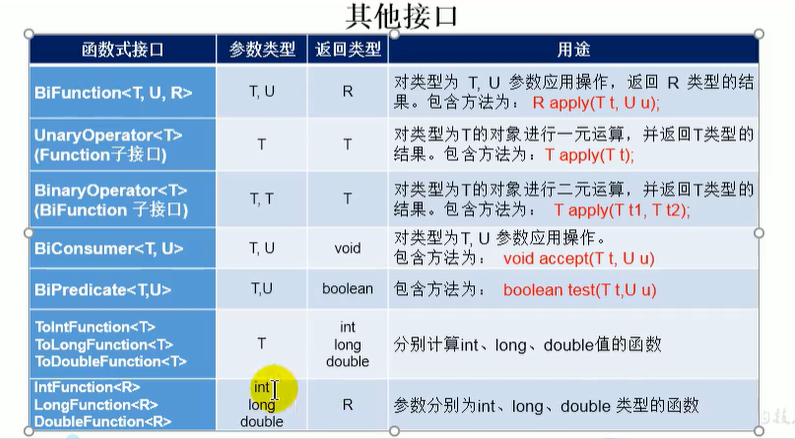 其他接口
函数式接口 参数类型 返回类型 用途
BiFunction<T, U, R> T, U R 对类型为 T, U 参数应用操作，返回 R 类型的结
果。包含方法为： R apply(T t, U u);
UnaryOperator<T>
(Function子接口) T T 对类型为T的对象进行一元运算，并返回T类型的
结果。包含方法为：T apply(T t);
BinaryOperator<T>
(BiFunction 子接口) T, T T 对类型为T的对象进行二元运算，并返回T类型的
结果。包含方法为： T apply(T t1, T t2);
BiConsumer<T, U> T, U void 对类型为T, U 参数应用操作。
包含方法为： void accept(T t, U u)
BiPredicate<T,U> T,U boolean 包含方法为： boolean test(T t,U u)
ToIntFunction<T> int
ToLongFunction<T> T long 分别计算int、long、double值的函数
ToDoubleFunction<T> double
IntFunction<R> int
LongFunction<R> long R 参数分别为int、long、double 类型的函数
DoubleFunction<R> double